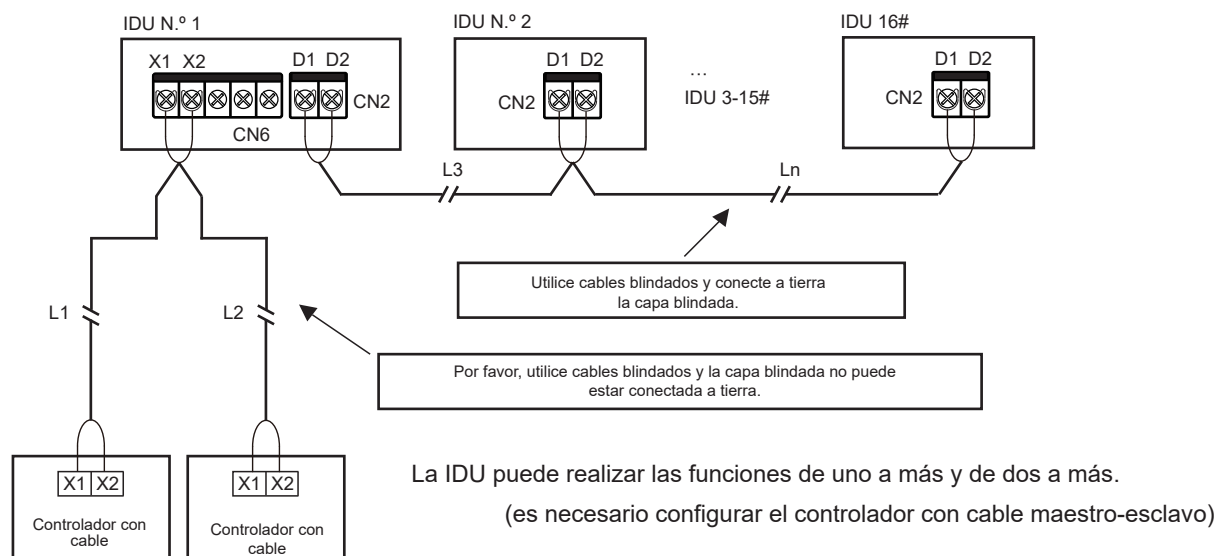 IDU N.º 1
IDU N.º 2
IDU 16#
X1 X2
D1 D2
D1 D2
D1 D2
CN2
CN2
CN2
...
IDU 3-15#
CN6
L3
Ln
Utilice cables blindados y conecte a tierra
la capa blindada.
L1
L2
Por favor, utilice cables blindados y la capa blindada no puede
estar conectada a tierra.
X1 X2
X1 X2
La IDU puede realizar las funciones de uno a más y de dos a más.
(es necesario configurar el controlador con cable maestro-esclavo)
Controlador con
cable
Controlador con
cable